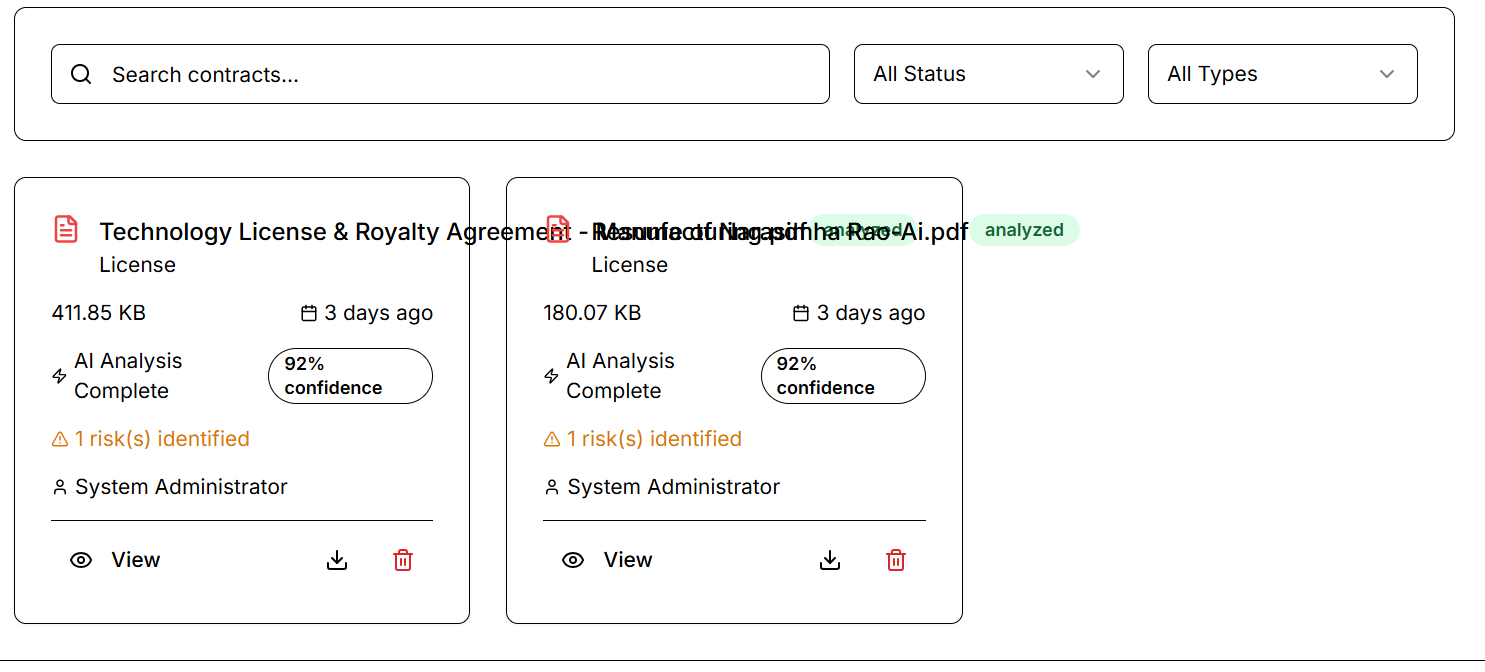 Search contracts...
All Status
All Types
Technology License & Royalty Agreement - Manufacturing.pdf analyzed
License
411.85 KB
3 days ago
AI Analysis
Complete
92%
confidence
1 risk(s) identified
System Administrator
View
Resume of Narasimha Rao-Ai.pdf analyzed
License
180.07 KB
3 days ago
AI Analysis
Complete
92%
confidence
1 risk(s) identified
System Administrator
View